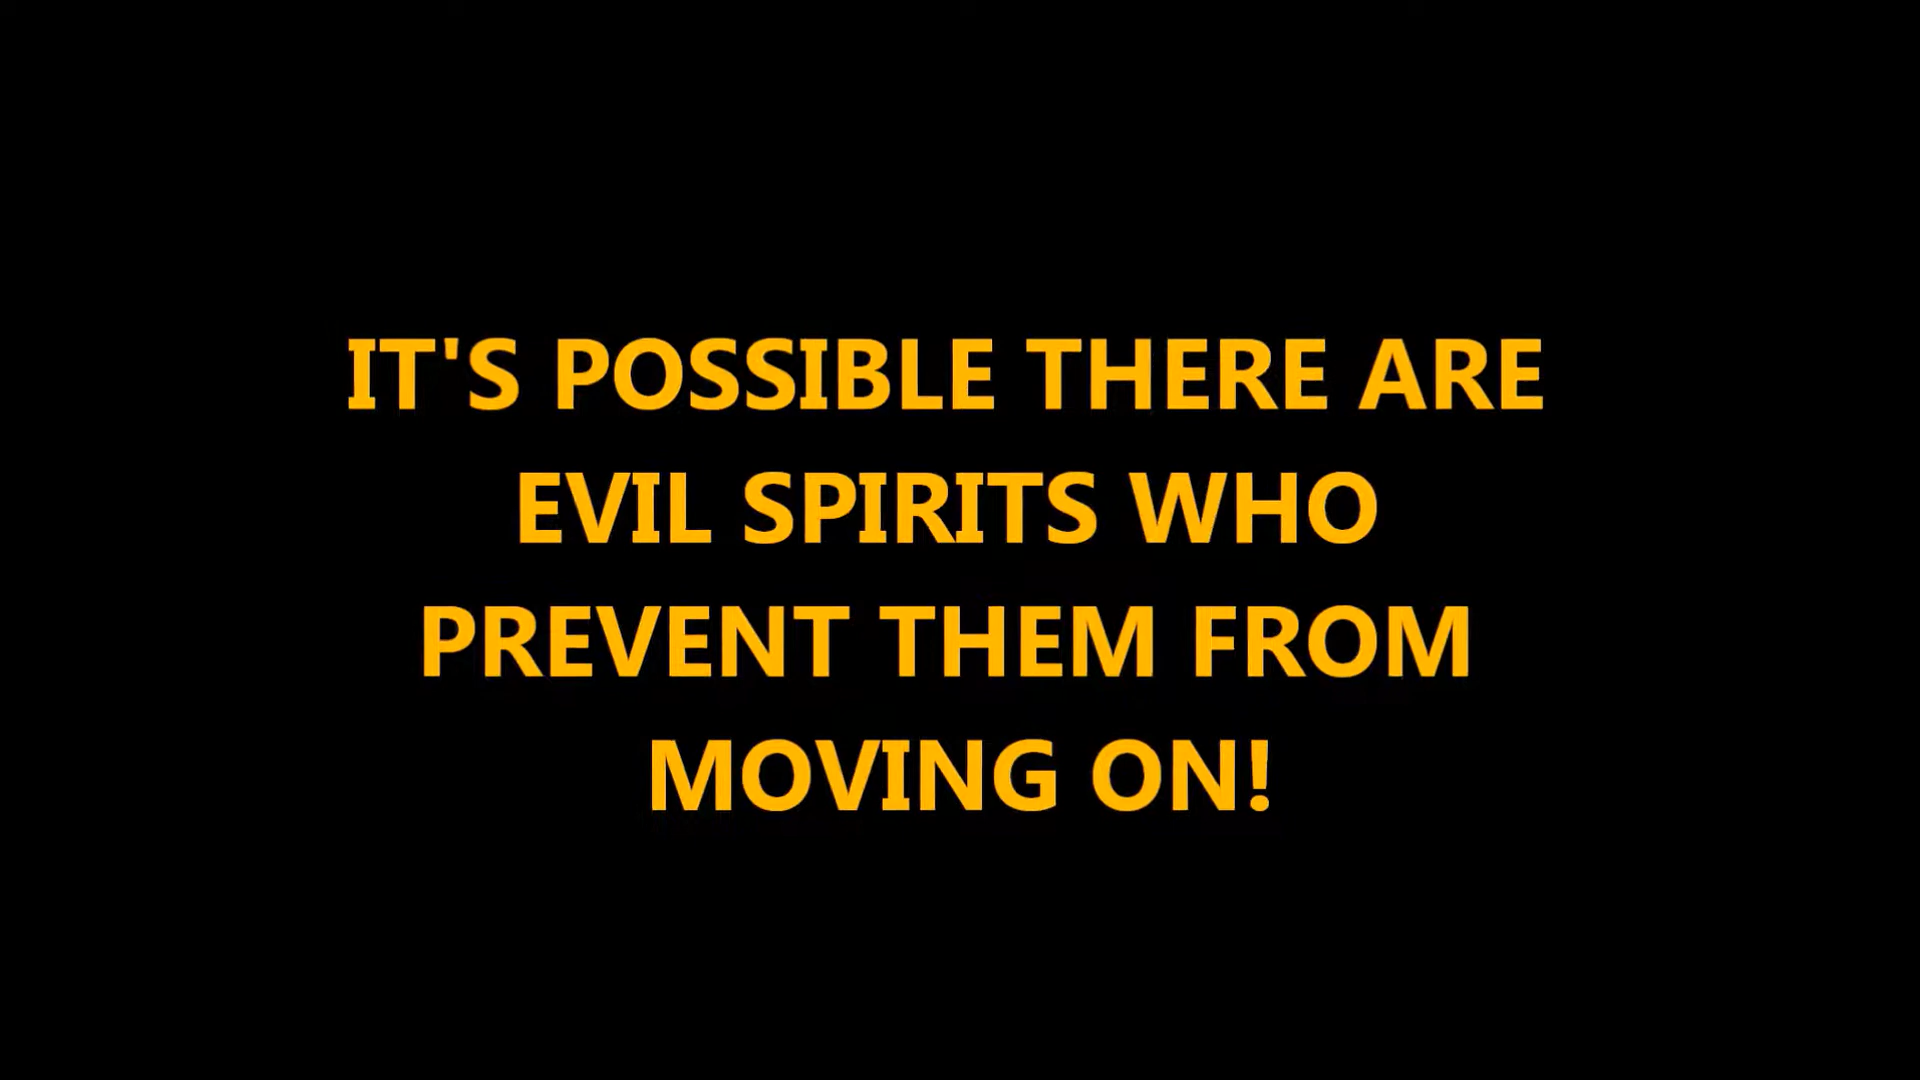 IT'S POSSIBLE THERE ARE
EVIL SPIRITS WHO
PREVENT THEM FROM
MOVING ON!